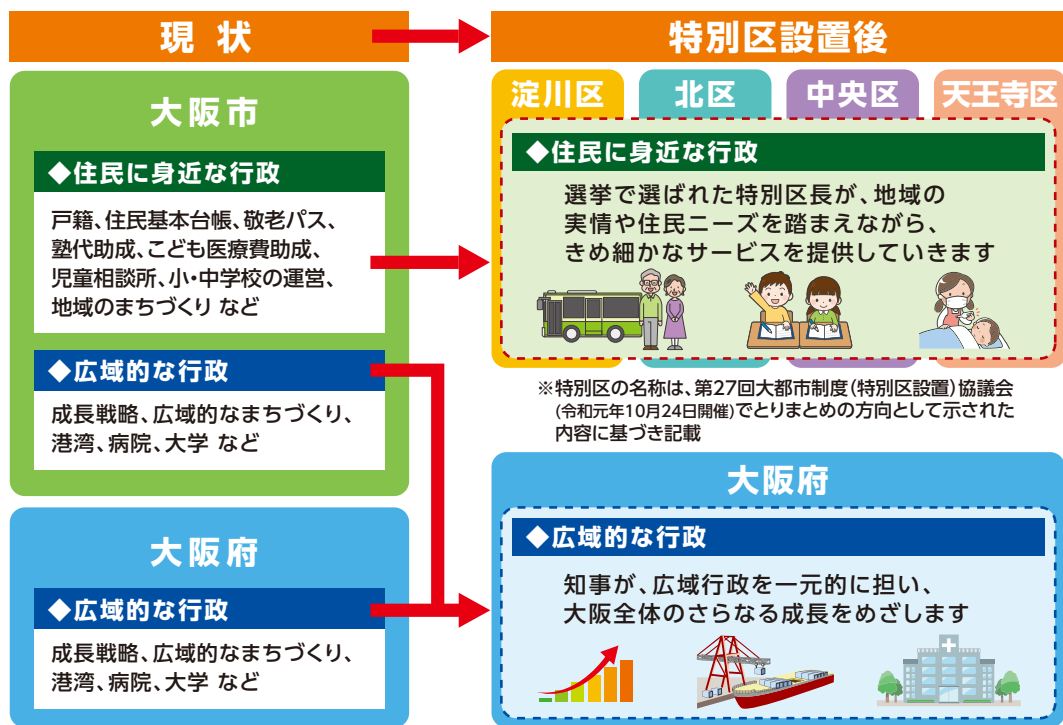 現状
特別区設置後
大阪市
◆住民に身近な行政
戸籍、住民基本台帳、敬老パス、
塾代助成、こども医療費助成、
児童相談所、小・中学校の運営、
地域のまちづくり など
◆広域的な行政
成長戦略、広域的なまちづくり、
港湾、病院、大学 など
大阪府
◆広域的な行政
成長戦略、広域的なまちづくり、
港湾、病院、大学 など
淀川区
北区
中央区
天王寺区
◆住民に身近な行政
選挙で選ばれた特別区長が、地域の
実情や住民ニーズを踏まえながら、
きめ細かなサービスを提供していきます
※特別区の名称は、第27回大都市制度(特別区設置)協議会
(令和元年10月24日開催)でとりまとめの方向として示された
内容に基づき記載
大阪府
◆広域的な行政
知事が、広域行政を一元的に担い、
大阪全体のさらなる成長をめざします